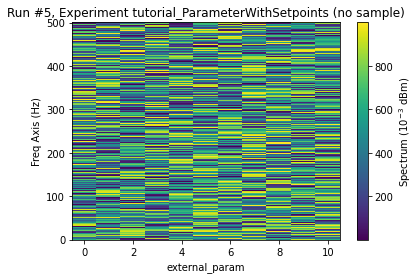 Run #5, Experiment tutorial_ParameterWithSetpoints (no sample)
500
400
300
200
100
0
Freq Axis (Hz)
0 2 4 6 8 10
external_param
800
600
400
200
Spectrum (10⁻³ dBm)